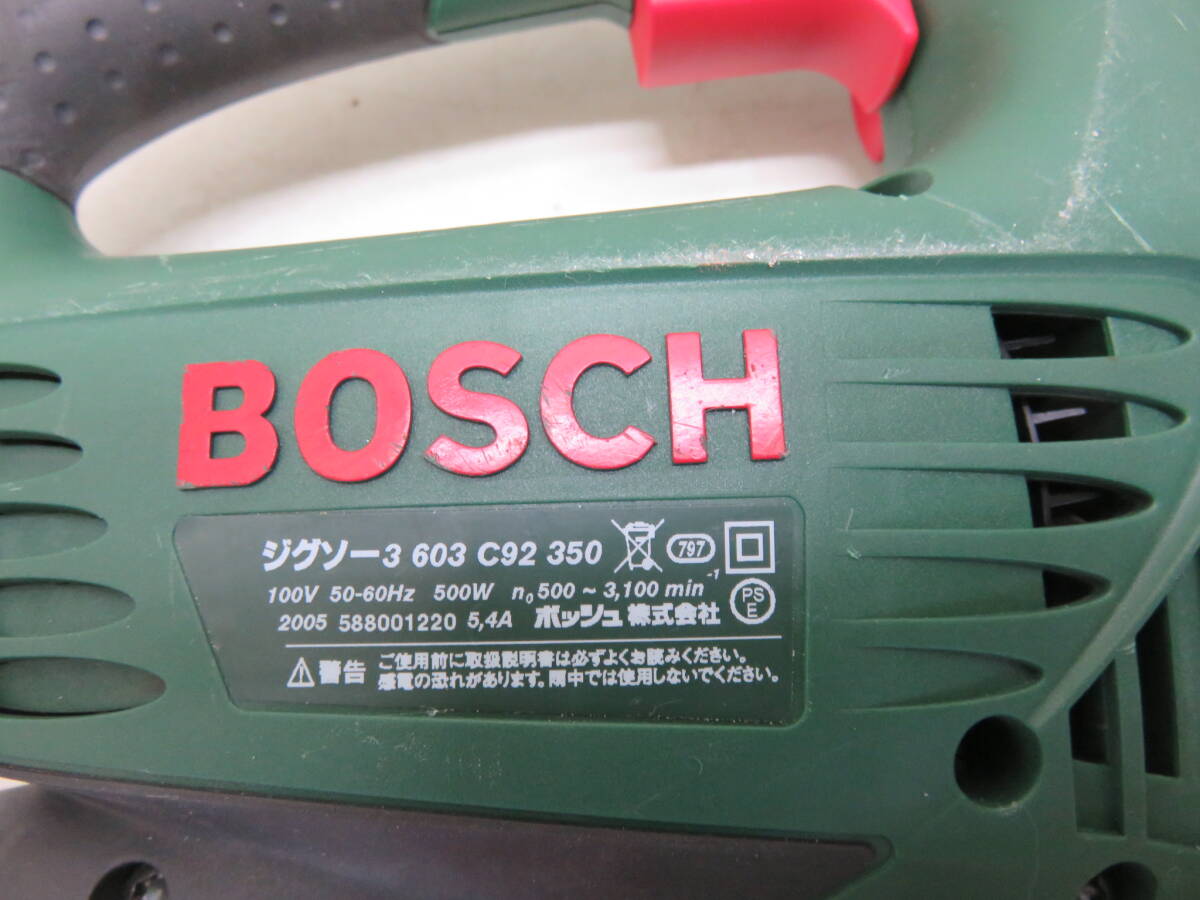 BOSCH
ジグソー3 603 C92 350 797
100V 50-60Hz 500W n₀ 500 ~ 3,100 min⁻¹ PS E
2005 588001220 5,4A ボッシュ株式会社
警告 ご使用前に取扱説明書は必ずよくお読みください。
感電の恐れがあります。雨中では使用しないでください。